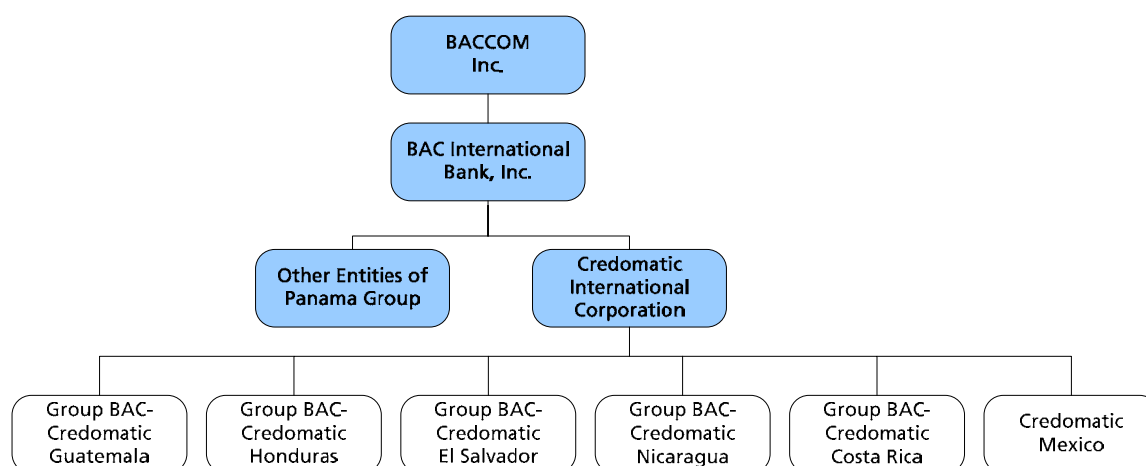 BACCOM
Inc.
BAC International
Bank, Inc.
Other Entities of
Panama Group
Credomatic
International
Corporation
Group BAC-
Credomatic
Guatemala
Group BAC-
Credomatic
Honduras
Group BAC-
Credomatic
El Salvador
Group BAC-
Credomatic
Nicaragua
Group BAC-
Credomatic
Costa Rica
Credomatic
Mexico